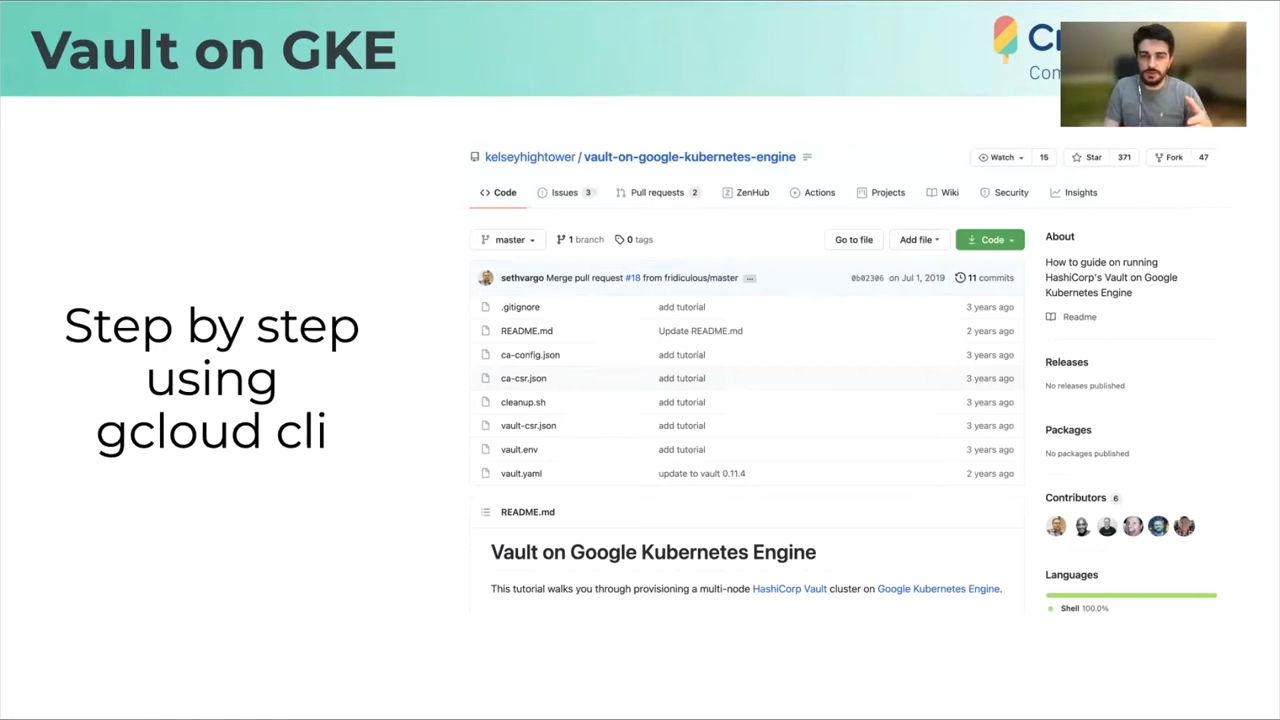 Vault on GKE
Step by step
using
gcloud cli
kelseyhightower / vault-on-google-kubernetes-engine
Watch 15 Star 371 Fork 47
Code Issues 3 Pull requests 2 ZenHub Actions Projects Wiki Security Insights
master 1 branch 0 tags Go to file Add file Code
sethvargo Merge pull request #18 from fridiculous/master ... 0b02306 on Jul 1, 2019 11 commits
.gitignore add tutorial 3 years ago
README.md Update README.md 2 years ago
ca-config.json add tutorial 3 years ago
ca-csr.json add tutorial 3 years ago
cleanup.sh add tutorial 3 years ago
vault-csr.json add tutorial 3 years ago
vault.env add tutorial 3 years ago
vault.yaml update to vault 0.11.4 2 years ago
README.md
Vault on Google Kubernetes Engine
This tutorial walks you through provisioning a multi-node HashiCorp Vault cluster on Google Kubernetes Engine.
About
How to guide on running
HashiCorp's Vault on Google
Kubernetes Engine
Readme
Releases
No releases published
Packages
No packages published
Contributors 6
Languages
Shell 100.0%